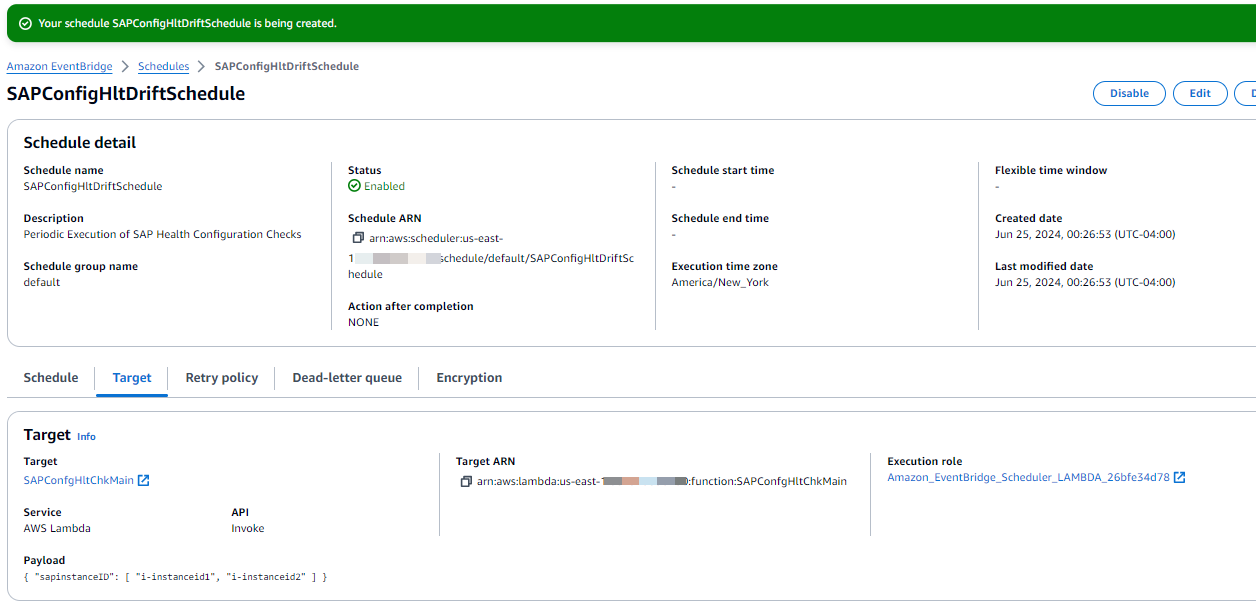 Your schedule SAPConfigHltDriftSchedule is being created.
Amazon EventBridge > Schedules > SAPConfigHltDriftSchedule
SAPConfigHltDriftSchedule
Disable
Edit
Schedule detail
Schedule name
SAPConfigHltDriftSchedule
Description
Periodic Execution of SAP Health Configuration Checks
Schedule group name
default
Status
Enabled
Schedule ARN
arn:aws:scheduler:us-east-
1 schedule/default/SAPConfigHltDriftSc
hedule
Action after completion
NONE
Schedule start time
-
Schedule end time
-
Execution time zone
America/New_York
Flexible time window
-
Created date
Jun 25, 2024, 00:26:53 (UTC-04:00)
Last modified date
Jun 25, 2024, 00:26:53 (UTC-04:00)
Schedule
Target
Retry policy
Dead-letter queue
Encryption
Target Info
Target
SAPConfgHltChkMain
Service
AWS Lambda
API
Invoke
Payload
{ "sapinstanceID": [ "i-instanceid1", "i-instanceid2" ] }
Target ARN
arn:aws:lambda:us-east- :function:SAPConfgHltChkMain
Execution role
Amazon_EventBridge_Scheduler_LAMBDA_26bfe34d78